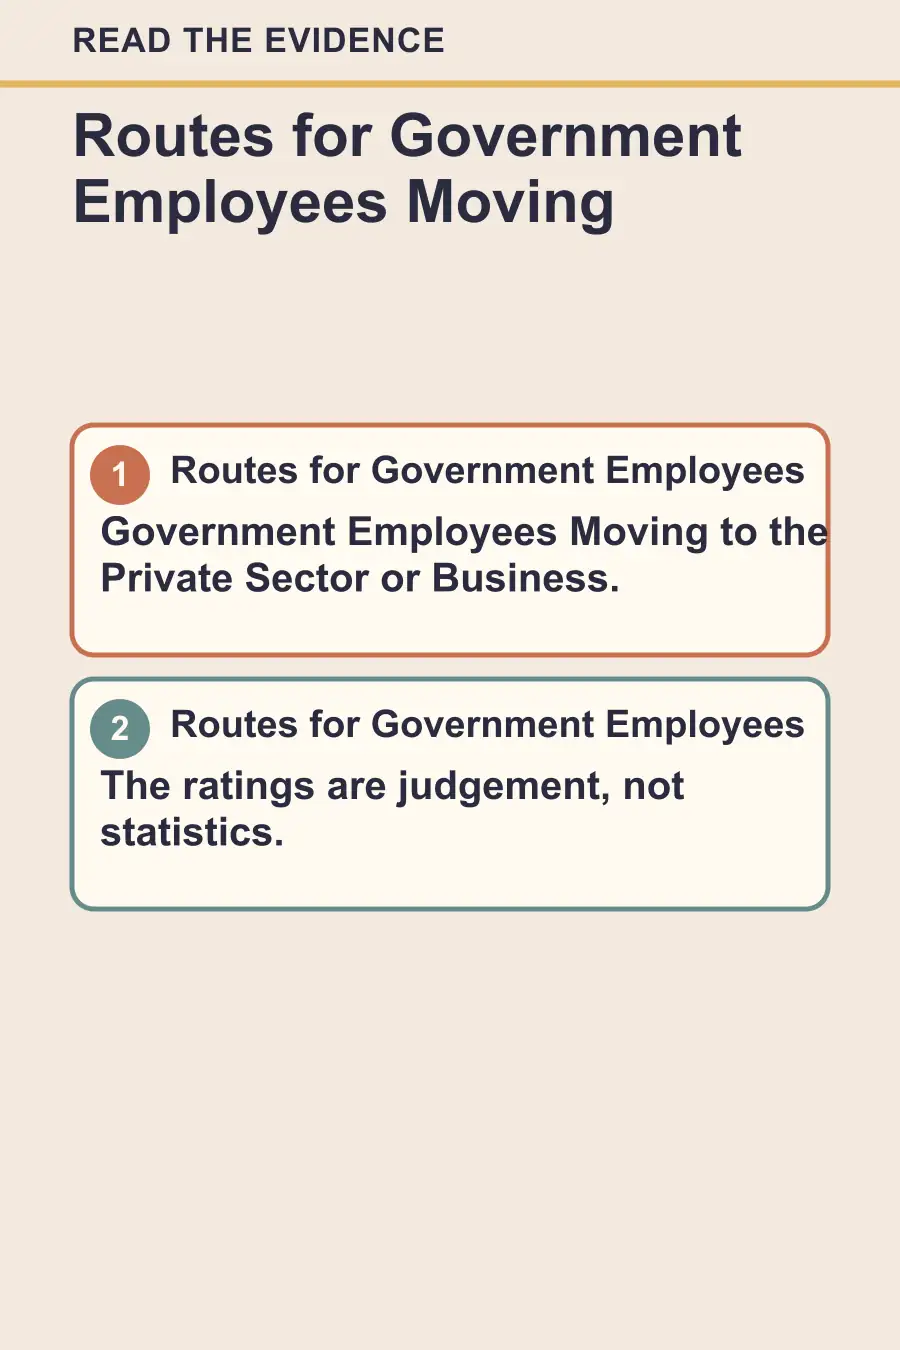 READ THE EVIDENCE
Routes for Government
Employees Moving
1 Routes for Government Employees
Government Employees Moving to the
Private Sector or Business.
2 Routes for Government Employees
The ratings are judgement, not
statistics.